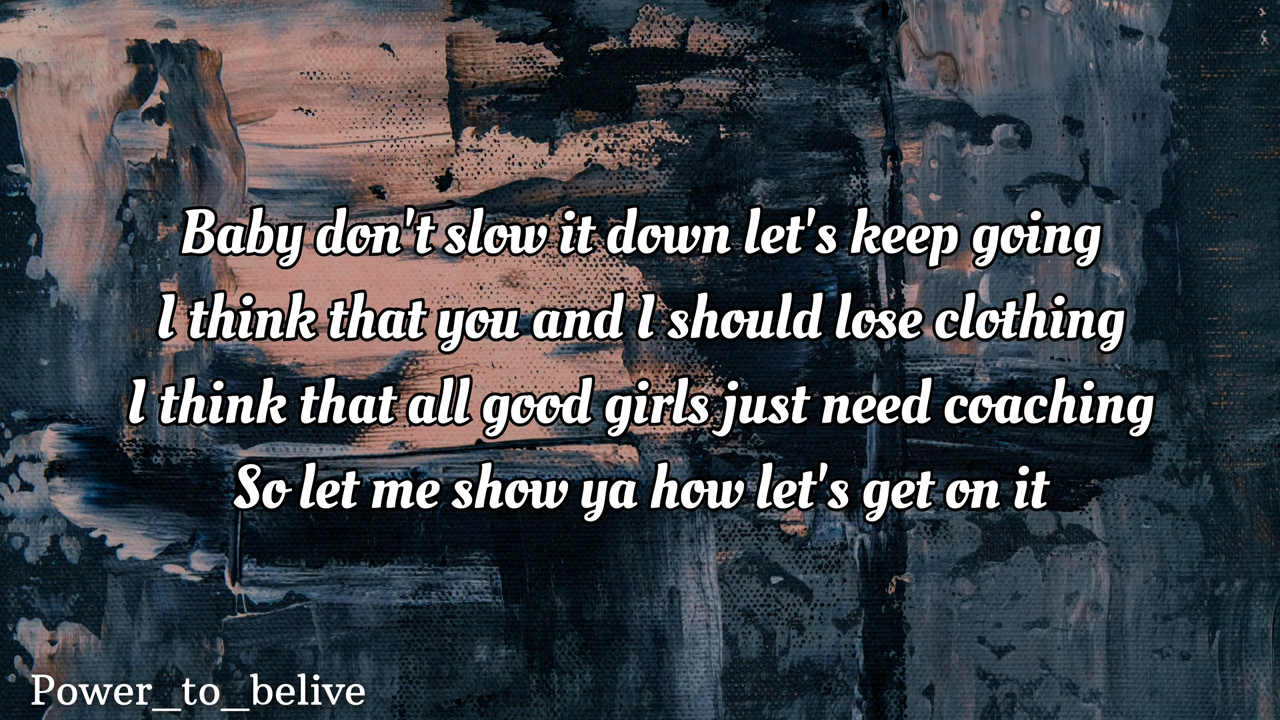 Baby don't slow it down let's keep going
I think that you and I should lose clothing
I think that all good girls just need coaching
So let me show ya how let's get on it
Power_to_belive